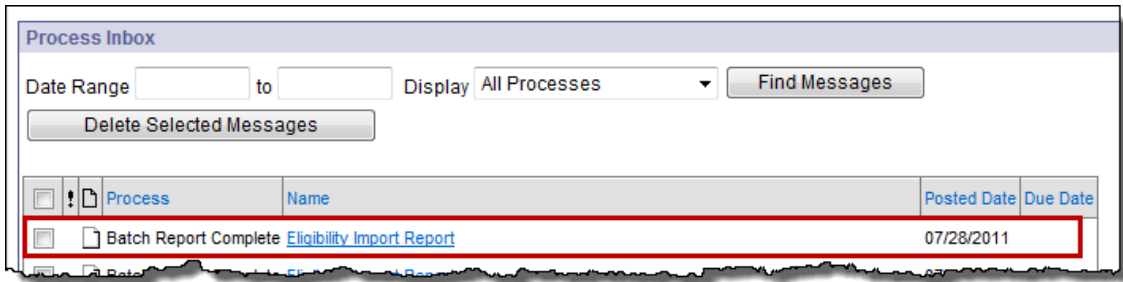 Process Inbox
Date Range to Display All Processes Find Messages
Delete Selected Messages
! Process Name Posted Date Due Date
Batch Report Complete Eligibility Import Report 07/28/2011